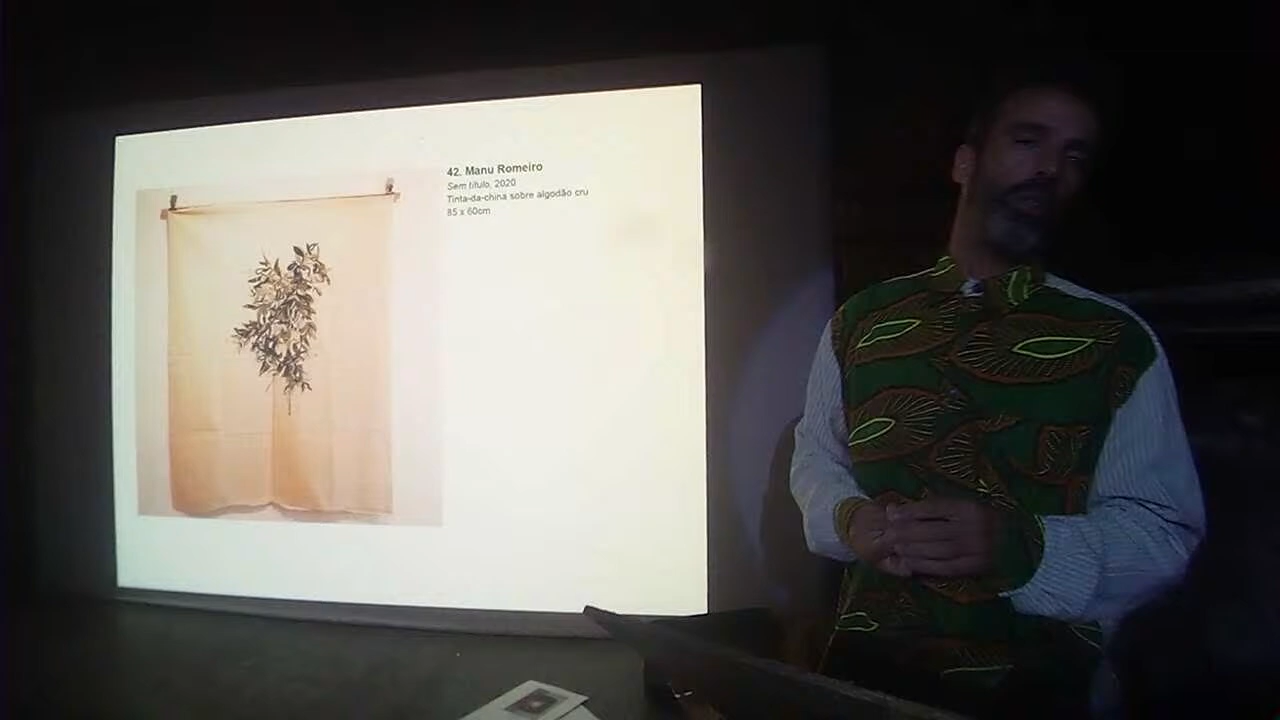 42. Manu Romeiro
Sem título, 2020
Tinta-da-china sobre algodão cru
85 x 60cm